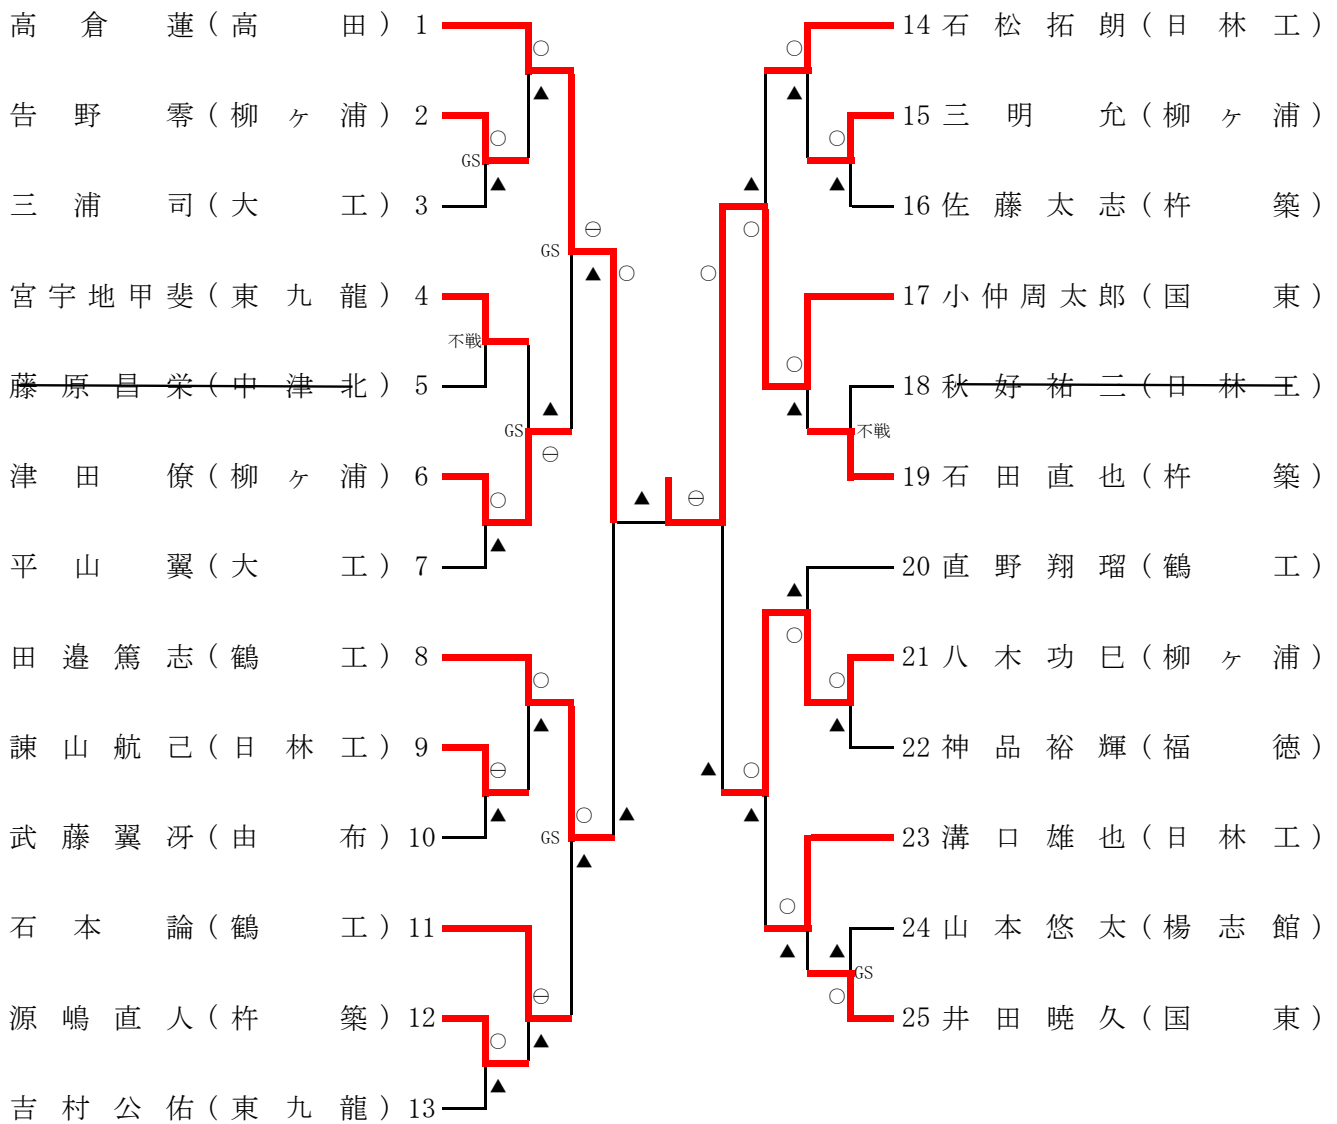 高倉蓮(高田) 1
○
▲
告野零(柳ヶ浦) 2
○
GS
▲
三浦司(大工) 3
⊖
GS
▲
○
宮宇地甲斐(東九龍) 4
不戦
藤原昌栄(中津北) 5
▲
GS
⊖
津田僚(柳ヶ浦) 6
○
▲
平山翼(大工) 7
▲
⊖
田邉篤志(鶴工) 8
○
▲
諫山航己(日林工) 9
⊖
▲
武藤翼冴(由布) 10
○
GS
▲
▲
石本論(鶴工) 11
⊖
▲
源嶋直人(杵築) 12
○
▲
吉村公佑(東九龍) 13
14 石松拓朗(日林工)
○
▲
15 三明允(柳ヶ浦)
○
▲
16 佐藤太志(杵築)
▲
○
○
17 小仲周太郎(国東)
○
▲
18 秋好祐二(日林工)
不戦
19 石田直也(杵築)
20 直野翔瑠(鶴工)
▲
○
21 八木功巳(柳ヶ浦)
○
▲
22 神品裕輝(福徳)
▲
○
▲
23 溝口雄也(日林工)
○
▲
24 山本悠太(楊志館)
▲
GS
○
25 井田暁久(国東)